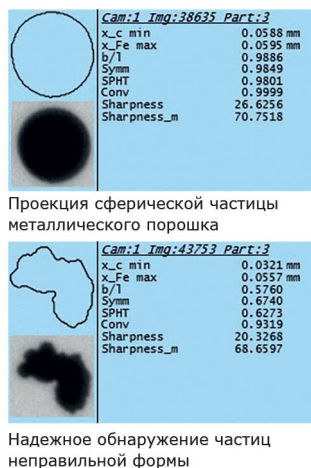 Cam:1 Img:38635 Part:3
x_c min 0.0588 mm
x_Fe max 0.0595 mm
b/l 0.9886
Symm 0.9849
SPHT 0.9801
Conv 0.9999
Sharpness 26.6256
Sharpness_m 70.7518
Проекция сферической частицы
металлического порошка
Cam:1 Img:43753 Part:3
x_c min 0.0321 mm
x_Fe max 0.0557 mm
b/l 0.5760
Symm 0.6740
SPHT 0.6273
Conv 0.9319
Sharpness 20.3268
Sharpness_m 68.6597
Надежное обнаружение частиц
неправильной формы